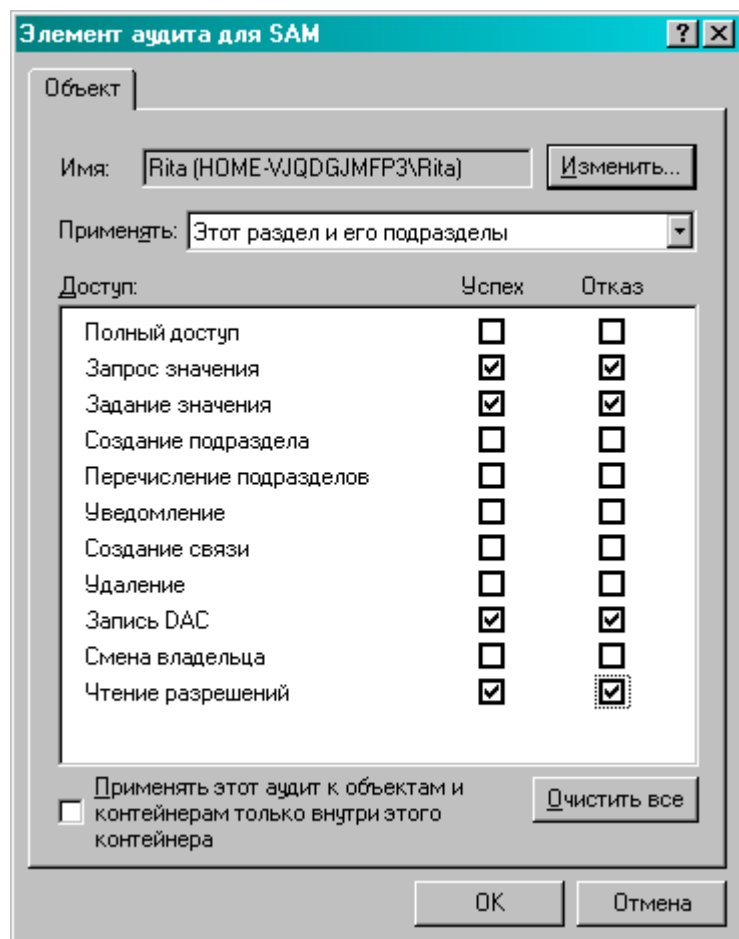 Элемент аудита для SAM
Объект
Имя: Rita (HOME-VJQDGJMFP3\Rita) Изменить...
Применять: Этот раздел и его подразделы
Доступ: Успех Отказ
Полный доступ
Запрос значения
Задание значения
Создание подраздела
Перечисление подразделов
Уведомление
Создание связи
Удаление
Запись DAC
Смена владельца
Чтение разрешений
Применять этот аудит к объектам и
контейнерам только внутри этого
контейнера
Очистить все
OK Отмена